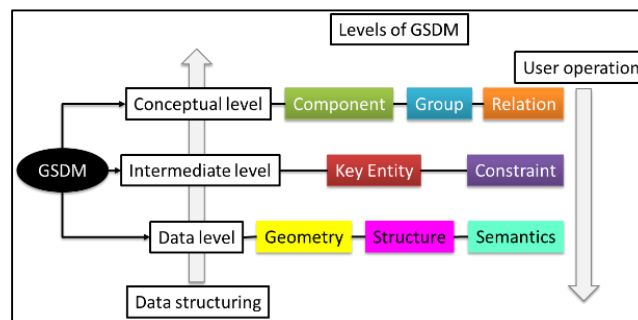 Levels of GSDM
User operation
Conceptual level
Component
Group
Relation
GSDM
Intermediate level
Key Entity
Constraint
Data level
Geometry
Structure
Semantics
Data structuring